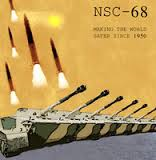 NSC-68
MAKING THE WORLD
SAFER SINCE 1950